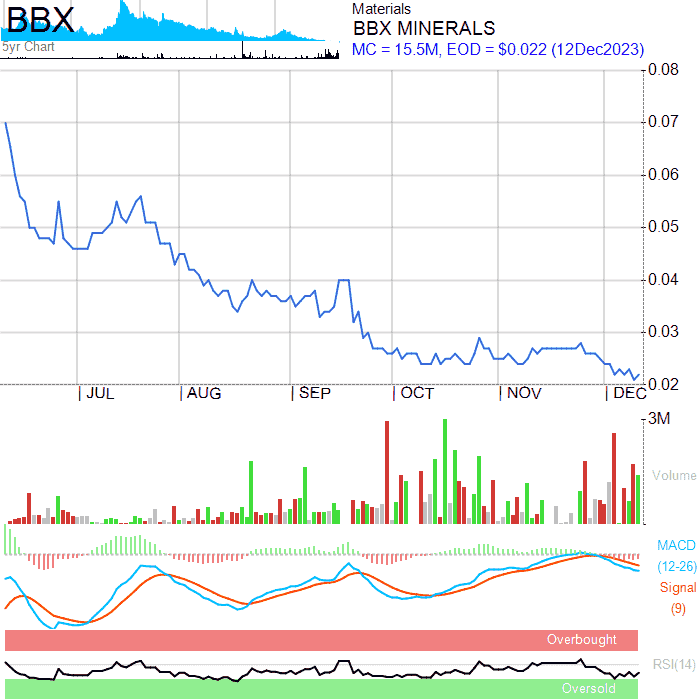 BBX
5yr Chart
Materials
BBX MINERALS
MC = 15.5M, EOD = $0.022 (12Dec2023)
0.08
0.07
0.06
0.05
0.04
0.03
0.02
JUL AUG SEP OCT NOV DEC
3M
Volume
MACD
(12-26)
Signal
(9)
Overbought
RSI(14)
Oversold